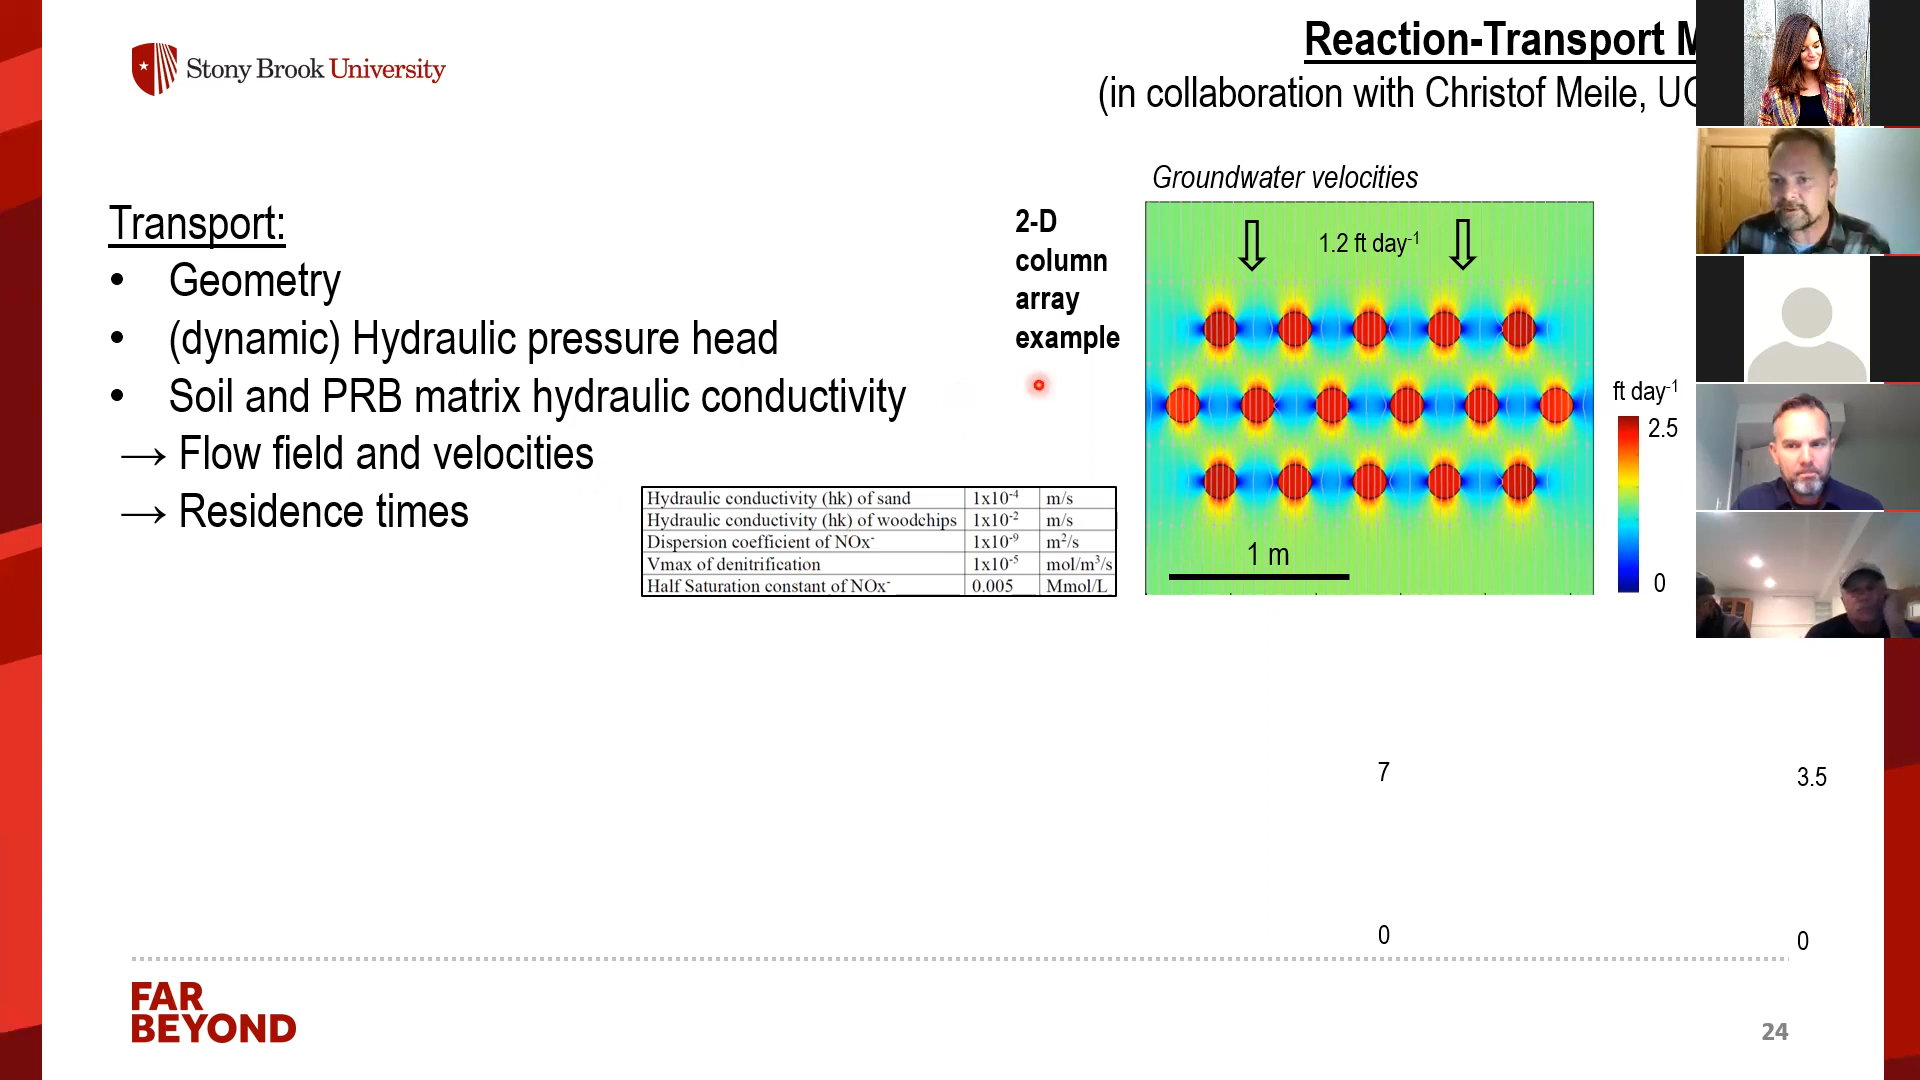 Stony Brook University
Reaction-Transport
(in collaboration with Christof Meile,
Transport:
• Geometry
• (dynamic) Hydraulic pressure head
• Soil and PRB matrix hydraulic conductivity
→ Flow field and velocities
→ Residence times
Hydraulic conductivity (hk) of sand 1x10⁻⁴ m/s
Hydraulic conductivity (hk) of woodchips 1x10⁻² m/s
Dispersion coefficient of NOx⁻ 1x10⁻⁹ m²/s
Vmax of denitrification 1x10⁻⁵ mol/m³/s
Half Saturation constant of NOx⁻ 0.005 Mmol/L
2-D
column
array
example
Groundwater velocities
1.2 ft day⁻¹
1 m
ft day⁻¹
2.5
0
7
3.5
0
0
FAR
BEYOND
24